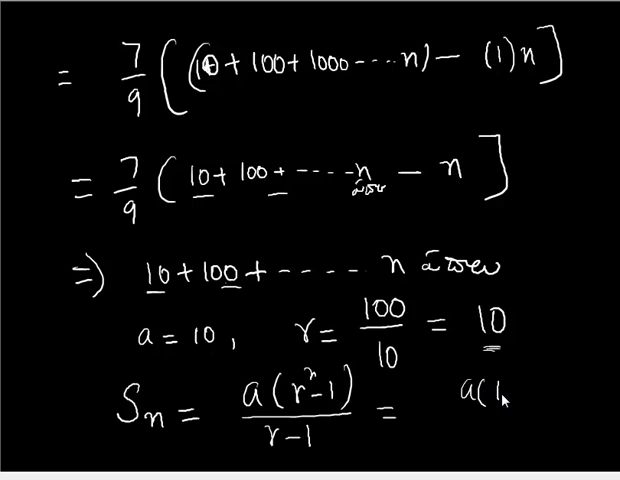 = 7/9 [(10 + 100 + 1000 ---- n) - (1)n]
= 7/9 [10 + 100 + ---- n - n]
⇒) 10 + 100 + ----- n
a = 10, r = 100/10 = 10
Sn = a(r^n - 1)/(r - 1) = a(1